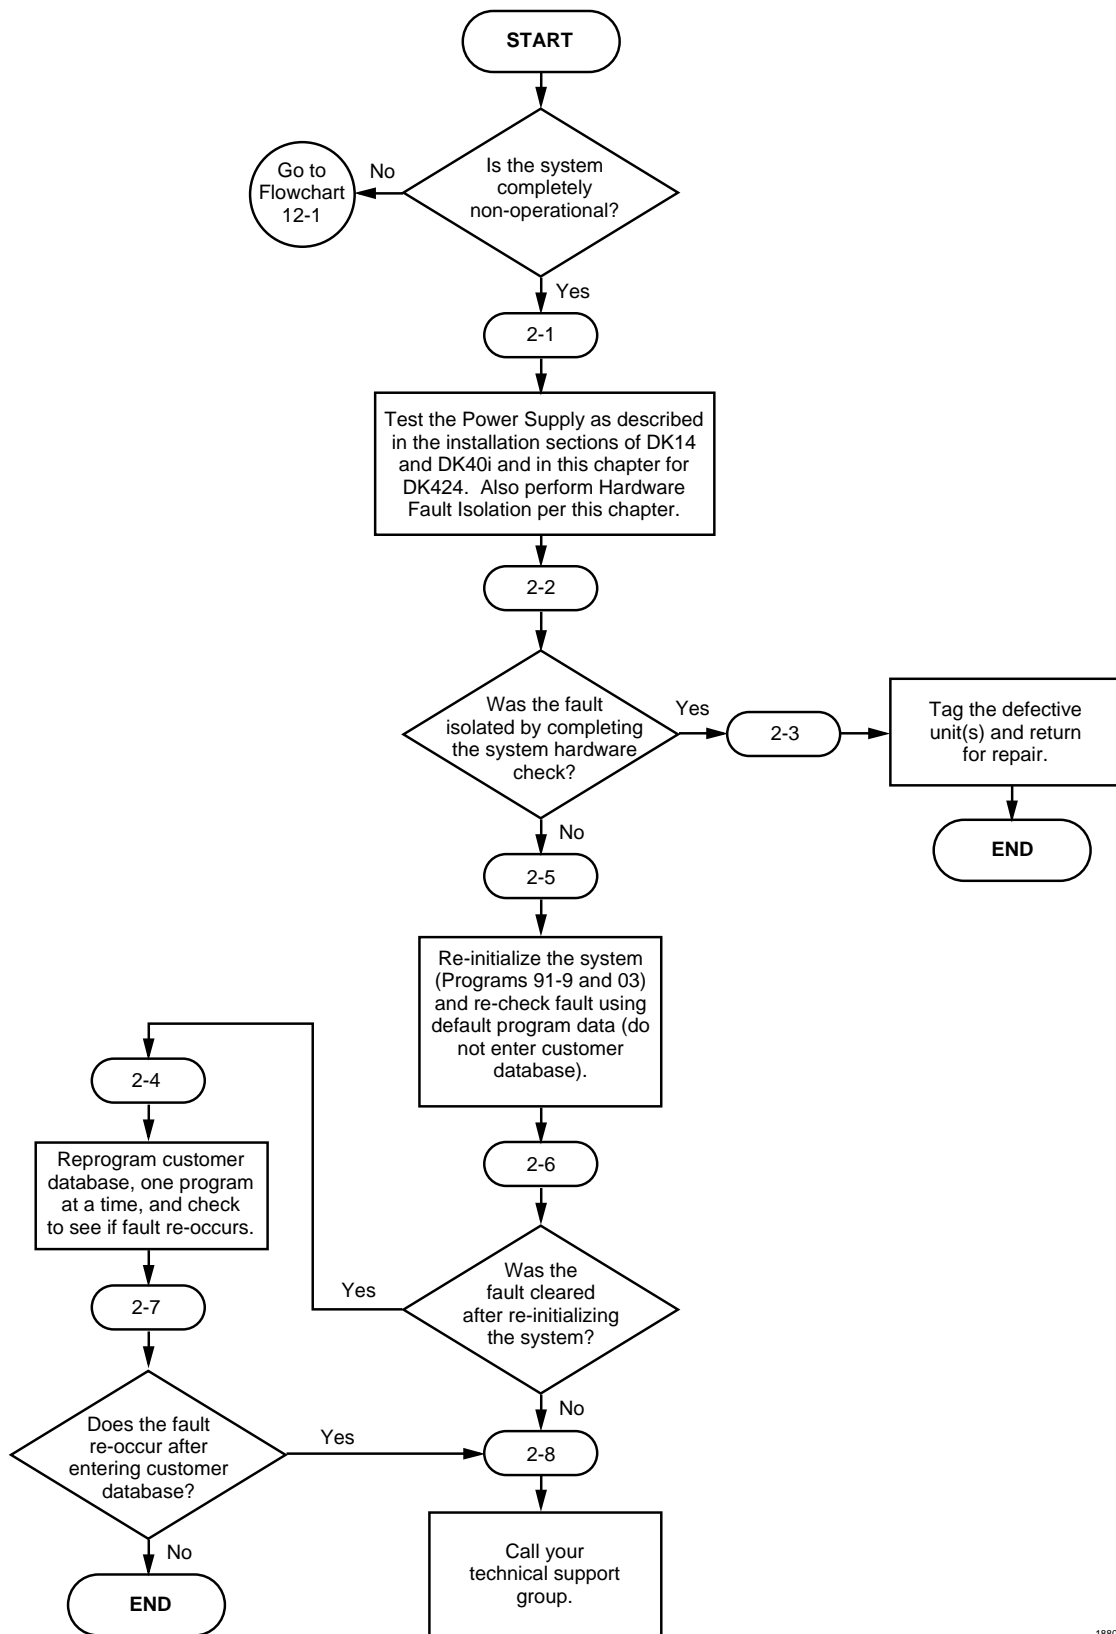 START
Is the system
completely
non-operational?
No
Go to
Flowchart
12-1
Yes
2-1
Test the Power Supply as described
in the installation sections of DK14
and DK40i and in this chapter for
DK424.  Also perform Hardware
Fault Isolation per this chapter.
2-2
Was the fault
isolated by completing
the system hardware
check?
Yes
2-3
Tag the defective
unit(s) and return
for repair.
END
No
2-5
Re-initialize the system
(Programs 91-9 and 03)
and re-check fault using
default program data (do
not enter customer
database).
2-6
Was the
fault cleared
after re-initializing
the system?
Yes
2-4
Reprogram customer
database, one program
at a time, and check
to see if fault re-occurs.
2-7
Does the fault
re-occur after
entering customer
database?
Yes
No
END
No
2-8
Call your
technical support
group.
1880